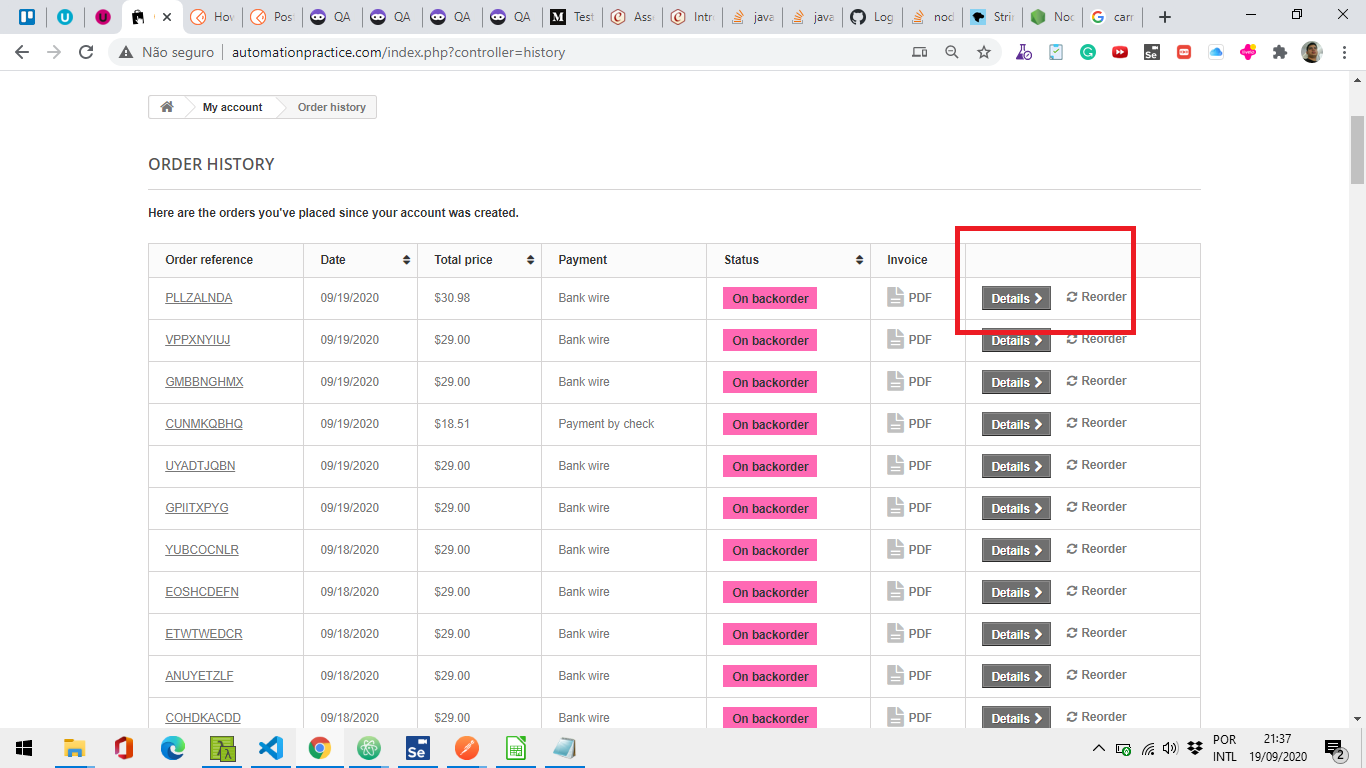 How
Pos
QA
QA
QA
QA
M
Test
Asse
Intr
java
java
Log
nod
Strin
Noc
carr
Não seguro
automationpractice.com/index.php?controller=history
My account
Order history
ORDER HISTORY
Here are the orders you've placed since your account was created.
Order reference Date Total price Payment Status Invoice
PLLZALNDA 09/19/2020 $30.98 Bank wire On backorder PDF Details Reorder
VPPXNYIUJ 09/19/2020 $29.00 Bank wire On backorder PDF Details Reorder
GMBBNGHMX 09/19/2020 $29.00 Bank wire On backorder PDF Details Reorder
CUNMKQBHQ 09/19/2020 $18.51 Payment by check On backorder PDF Details Reorder
UYADTJQBN 09/19/2020 $29.00 Bank wire On backorder PDF Details Reorder
GPIITXPYG 09/19/2020 $29.00 Bank wire On backorder PDF Details Reorder
YUBCOCNLR 09/18/2020 $29.00 Bank wire On backorder PDF Details Reorder
EOSHCDEFN 09/18/2020 $29.00 Bank wire On backorder PDF Details Reorder
ETWTWEDCR 09/18/2020 $29.00 Bank wire On backorder PDF Details Reorder
ANUYETZLF 09/18/2020 $29.00 Bank wire On backorder PDF Details Reorder
COHDKACDD 09/18/2020 $29.00 Bank wire On backorder PDF Details Reorder
Se
POR
INTL
21:37
19/09/2020
2